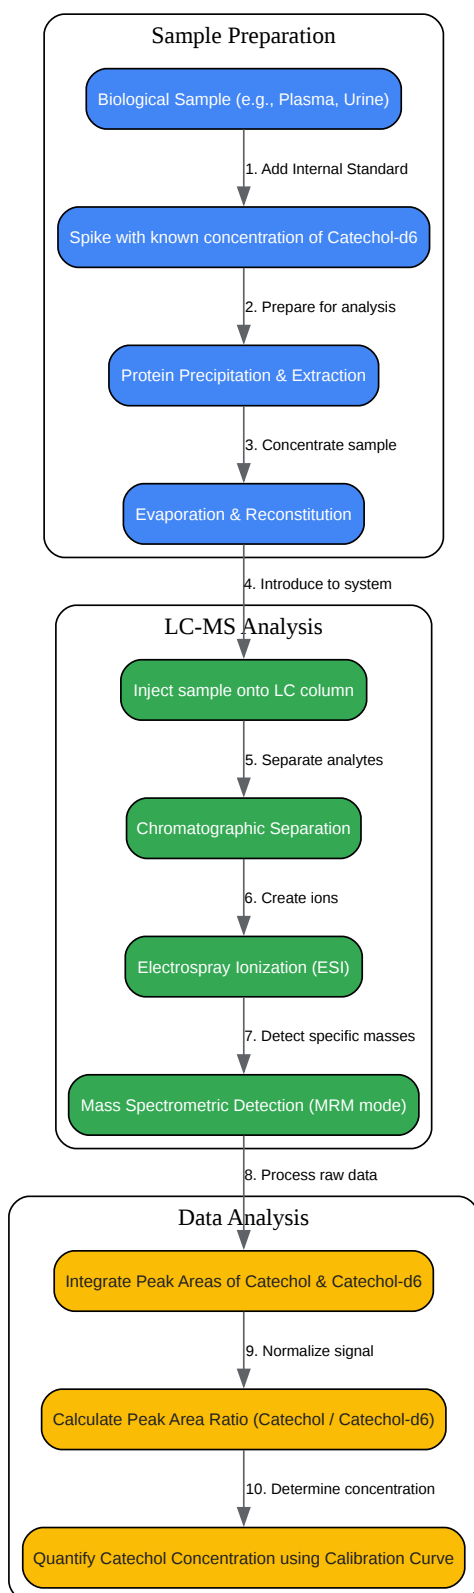 Sample Preparation
Biological Sample (e.g., Plasma, Urine)
1. Add Internal Standard
Spike with known concentration of Catechol-d6
2. Prepare for analysis
Protein Precipitation & Extraction
3. Concentrate sample
Evaporation & Reconstitution
4. Introduce to system
LC-MS Analysis
Inject sample onto LC column
5. Separate analytes
Chromatographic Separation
6. Create ions
Electrospray Ionization (ESI)
7. Detect specific masses
Mass Spectrometric Detection (MRM mode)
8. Process raw data
Data Analysis
Integrate Peak Areas of Catechol & Catechol-d6
9. Normalize signal
Calculate Peak Area Ratio (Catechol / Catechol-d6)
10. Determine concentration
Quantify Catechol Concentration using Calibration Curve